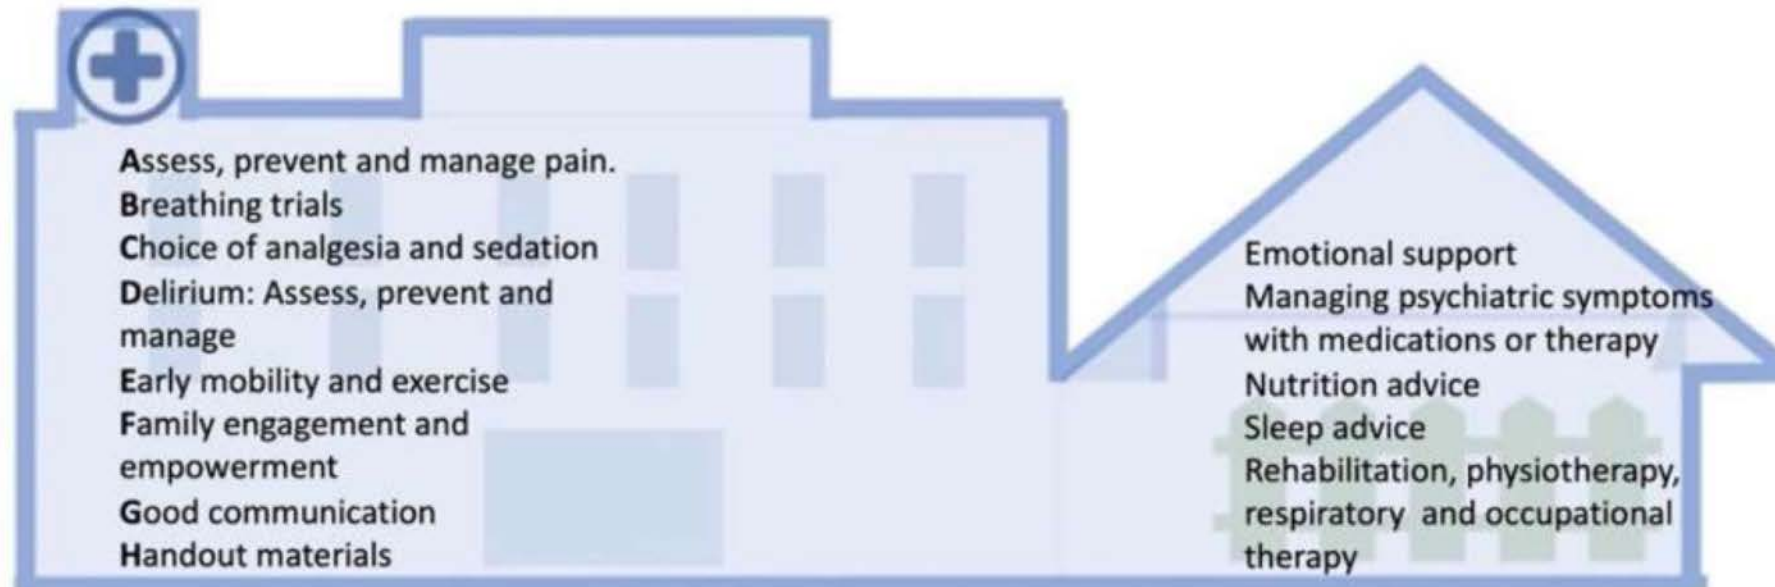 Assess, prevent and manage pain.
Breathing trials
Choice of analgesia and sedation
Delirium: Assess, prevent and
manage
Early mobility and exercise
Family engagement and
empowerment
Good communication
Handout materials
Emotional support
Managing psychiatric symptoms
with medications or therapy
Nutrition advice
Sleep advice
Rehabilitation, physiotherapy,
respiratory and occupational
therapy